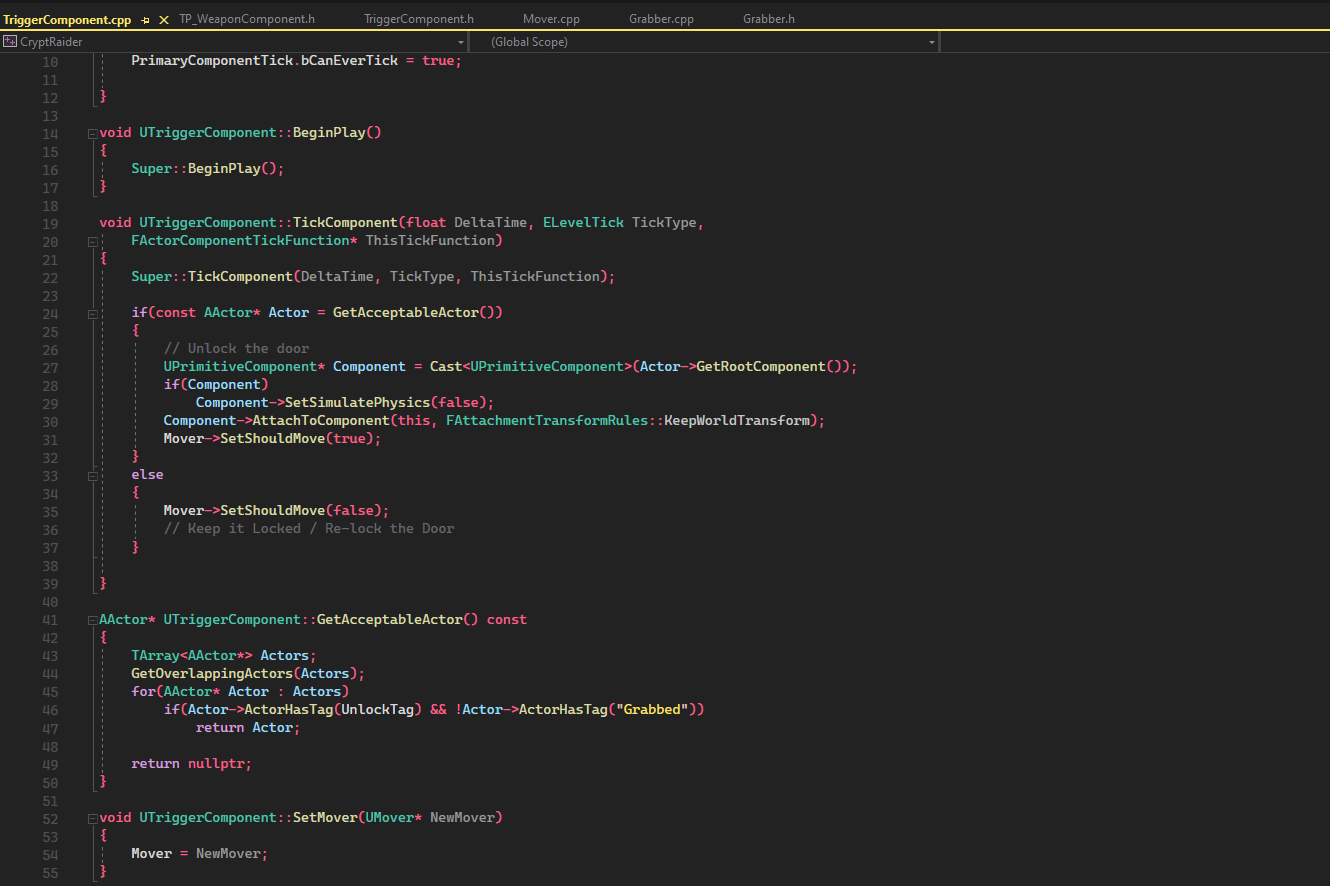 TriggerComponent.cpp TP_WeaponComponent.h TriggerComponent.h Mover.cpp Grabber.cpp Grabber.h
CryptRaider (Global Scope)
10 PrimaryComponentTick.bCanEverTick = true;
11
12 }
13
14 void UTriggerComponent::BeginPlay()
15 {
16 Super::BeginPlay();
17 }
18
19 void UTriggerComponent::TickComponent(float DeltaTime, ELevelTick TickType,
20 FActorComponentTickFunction* ThisTickFunction)
21 {
22 Super::TickComponent(DeltaTime, TickType, ThisTickFunction);
23
24 if(const AActor* Actor = GetAcceptableActor())
25 {
26 // Unlock the door
27 UPrimitiveComponent* Component = Cast<UPrimitiveComponent>(Actor->GetRootComponent());
28 if(Component)
29 Component->SetSimulatePhysics(false);
30 Component->AttachToComponent(this, FAttachmentTransformRules::KeepWorldTransform);
31 Mover->SetShouldMove(true);
32 }
33 else
34 {
35 Mover->SetShouldMove(false);
36 // Keep it Locked / Re-lock the Door
37 }
38
39 }
40
41 AActor* UTriggerComponent::GetAcceptableActor() const
42 {
43 TArray<AActor*> Actors;
44 GetOverlappingActors(Actors);
45 for(AActor* Actor : Actors)
46 if(Actor->ActorHasTag(UnlockTag) && !Actor->ActorHasTag("Grabbed"))
47 return Actor;
48
49 return nullptr;
50 }
51
52 void UTriggerComponent::SetMover(UMover* NewMover)
53 {
54 Mover = NewMover;
55 }